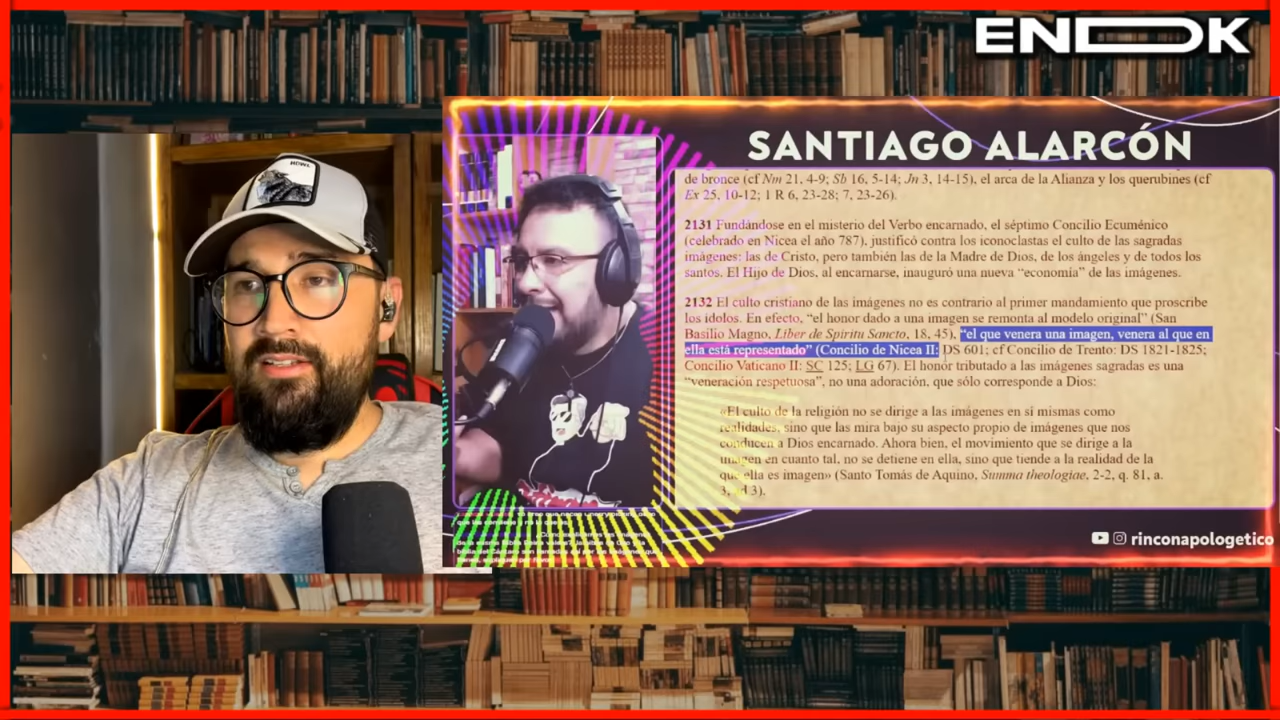 ENDK
HOWL
SANTIAGO ALARCÓN
de bronce (cf Nm 21, 4-9; Sb 16, 5-14; Jn 3, 14-15), el arca de la Alianza y los querubines (cf
Ex 25, 10-12; 1 R 6, 23-28; 7, 23-26).
2131 Fundándose en el misterio del Verbo encarnado, el séptimo Concilio Ecuménico
(celebrado en Nicea el año 787), justificó contra los iconoclastas el culto de las sagradas
imágenes: las de Cristo, pero también las de la Madre de Dios, de los ángeles y de todos los
santos. El Hijo de Dios, al encarnarse, inauguró una nueva “economía” de las imágenes.
2132 El culto cristiano de las imágenes no es contrario al primer mandamiento que proscribe
los ídolos. En efecto, “el honor dado a una imagen se remonta al modelo original” (San
Basilio Magno, Liber de Spiritu Sancto, 18, 45), “el que venera una imagen, venera al que en
ella está representado” (Concilio de Nicea II: DS 601; cf Concilio de Trento: DS 1821-1825;
Concilio Vaticano II: SC 125; LG 67). El honor tributado a las imágenes sagradas es una
“veneración respetuosa”, no una adoración, que sólo corresponde a Dios:
«El culto de la religión no se dirige a las imágenes en sí mismas como
realidades, sino que las mira bajo su aspecto propio de imágenes que nos
conducen a Dios encarnado. Ahora bien, el movimiento que se dirige a la
imagen en cuanto tal, no se detiene en ella, sino que tiende a la realidad de la
que ella es imagen» (Santo Tomás de Aquino, Summa theologiae, 2-2, q. 81, a.
3, ad 3).
rinconapologetico